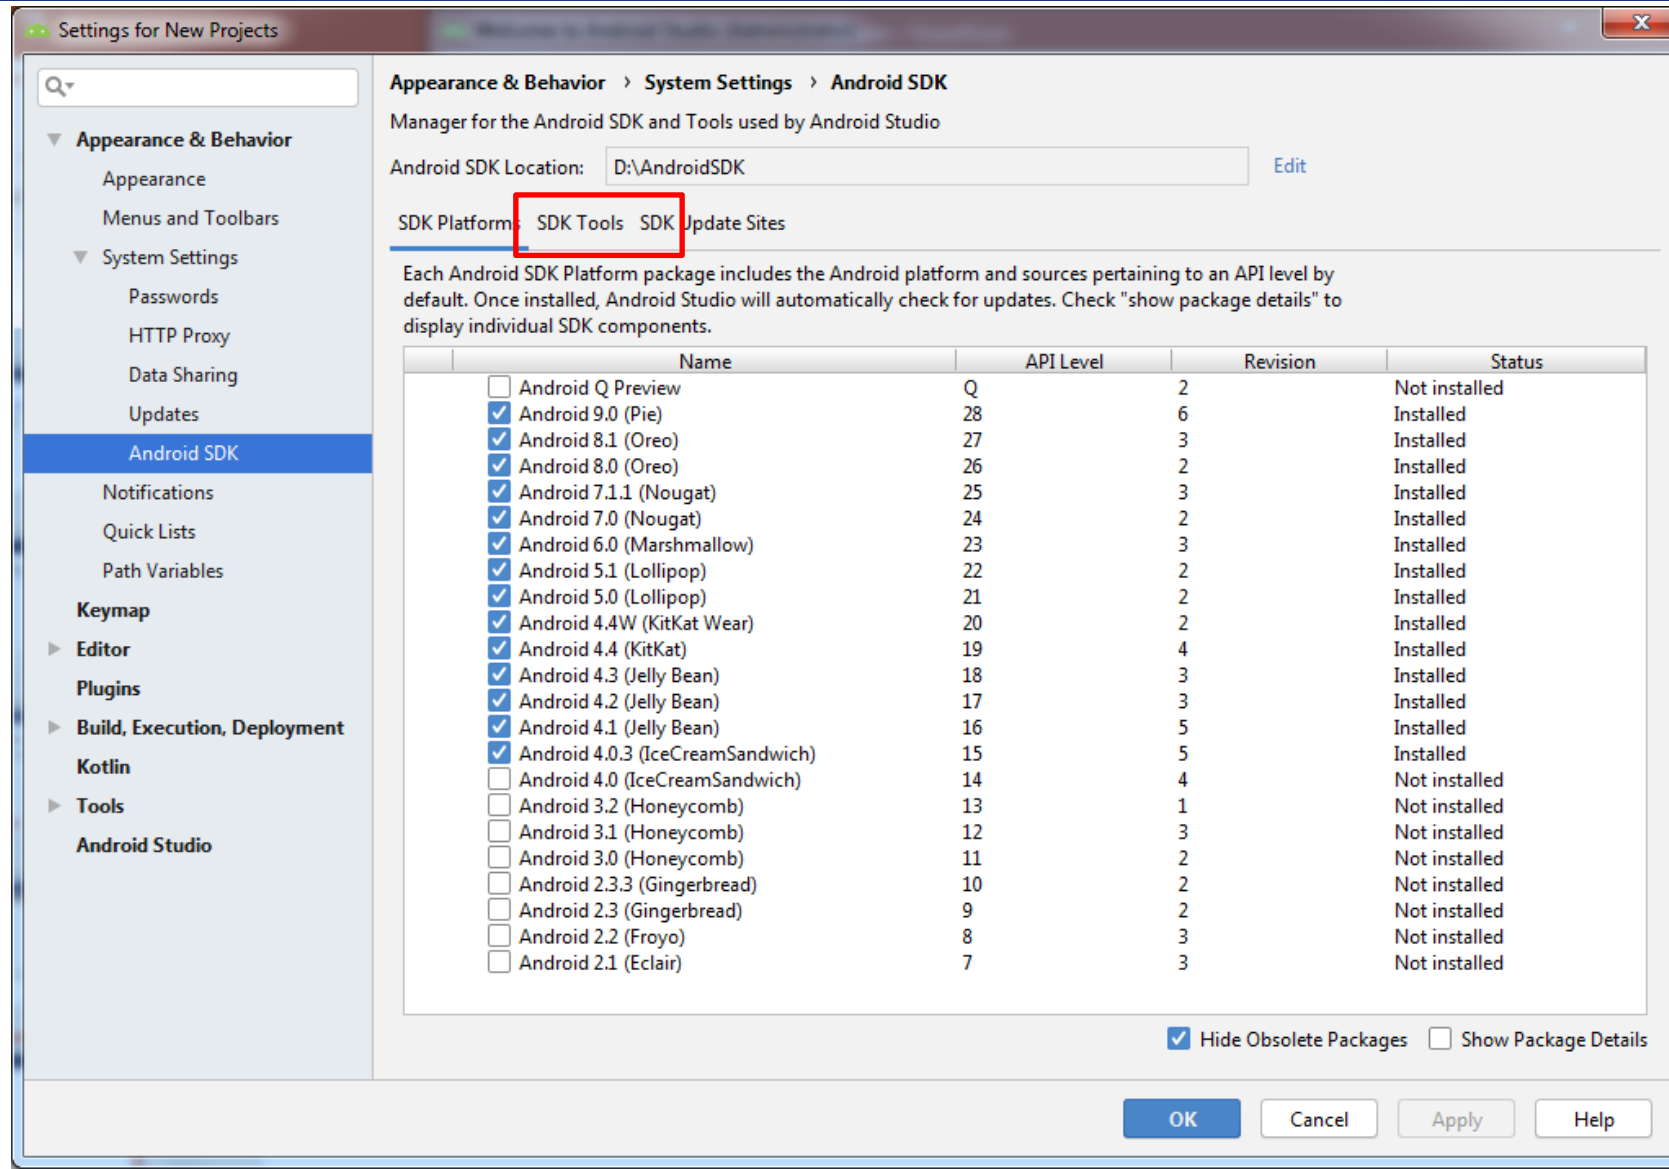 Settings for New Projects
Appearance & Behavior
Appearance
Menus and Toolbars
System Settings
Passwords
HTTP Proxy
Data Sharing
Updates
Android SDK
Notifications
Quick Lists
Path Variables
Keymap
Editor
Plugins
Build, Execution, Deployment
Kotlin
Tools
Android Studio
Appearance & Behavior › System Settings › Android SDK
Manager for the Android SDK and Tools used by Android Studio
Android SDK Location: D:\AndroidSDK Edit
SDK Platforms SDK Tools SDK Update Sites
Each Android SDK Platform package includes the Android platform and sources pertaining to an API level by
default. Once installed, Android Studio will automatically check for updates. Check "show package details" to
display individual SDK components.
Name API Level Revision Status
Android Q Preview Q 2 Not installed
Android 9.0 (Pie) 28 6 Installed
Android 8.1 (Oreo) 27 3 Installed
Android 8.0 (Oreo) 26 2 Installed
Android 7.1.1 (Nougat) 25 3 Installed
Android 7.0 (Nougat) 24 2 Installed
Android 6.0 (Marshmallow) 23 3 Installed
Android 5.1 (Lollipop) 22 2 Installed
Android 5.0 (Lollipop) 21 2 Installed
Android 4.4W (KitKat Wear) 20 2 Installed
Android 4.4 (KitKat) 19 4 Installed
Android 4.3 (Jelly Bean) 18 3 Installed
Android 4.2 (Jelly Bean) 17 3 Installed
Android 4.1 (Jelly Bean) 16 5 Installed
Android 4.0.3 (IceCreamSandwich) 15 5 Installed
Android 4.0 (IceCreamSandwich) 14 4 Not installed
Android 3.2 (Honeycomb) 13 1 Not installed
Android 3.1 (Honeycomb) 12 3 Not installed
Android 3.0 (Honeycomb) 11 2 Not installed
Android 2.3.3 (Gingerbread) 10 2 Not installed
Android 2.3 (Gingerbread) 9 2 Not installed
Android 2.2 (Froyo) 8 3 Not installed
Android 2.1 (Eclair) 7 3 Not installed
Hide Obsolete Packages Show Package Details
OK Cancel Apply Help